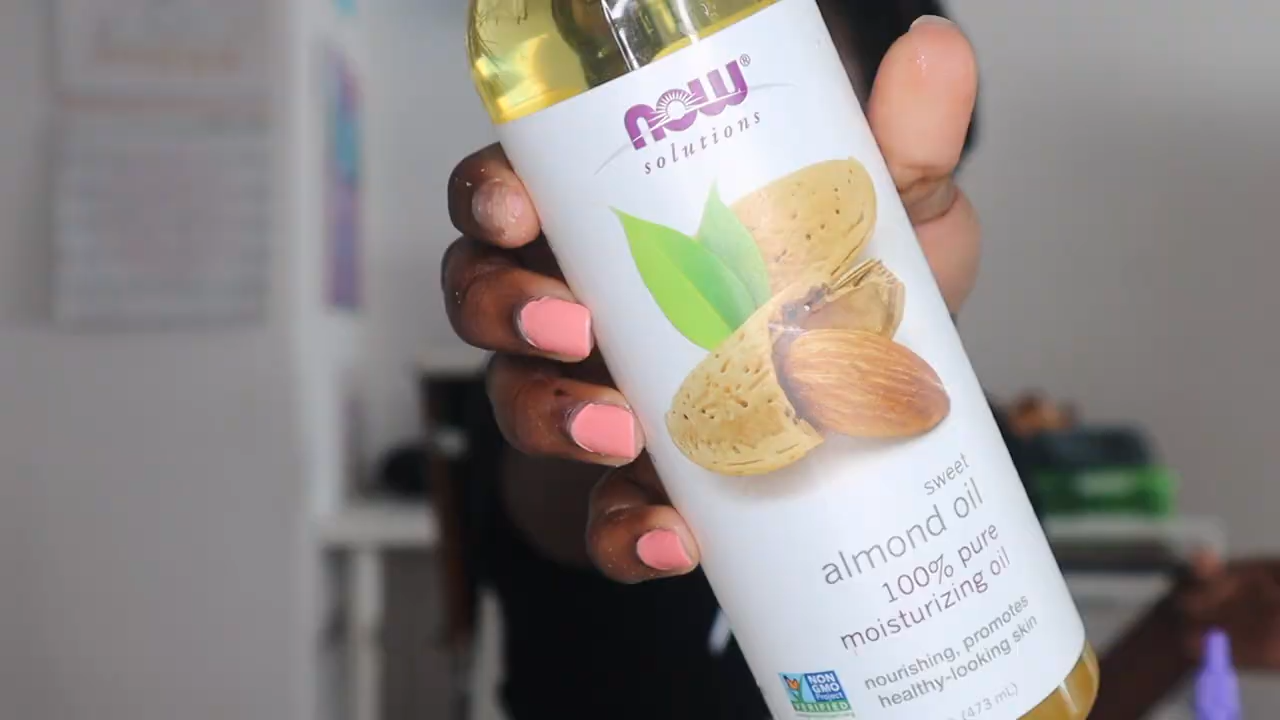 NOW®
solutions
sweet
almond oil
100% pure
moisturizing oil
nourishing, promotes
healthy-looking skin
NON
GMO
Project
VERIFIED
(473 mL)